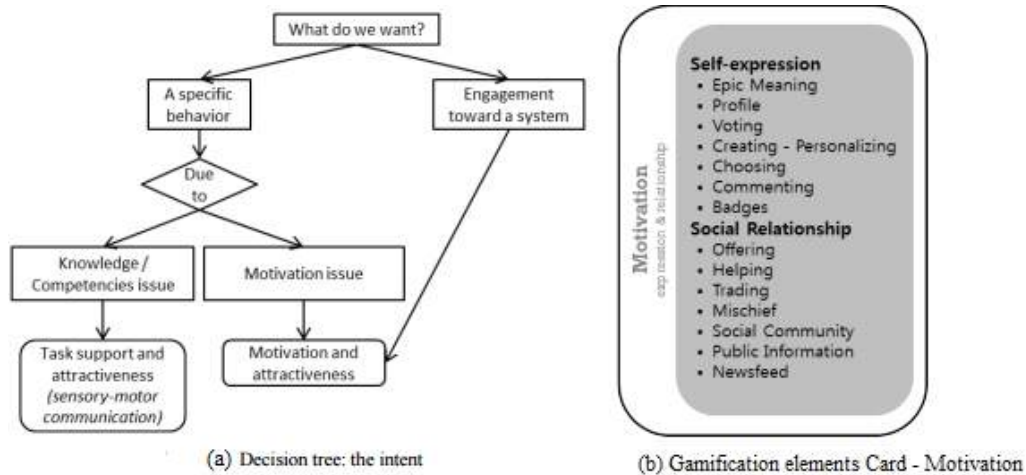 What do we want?
A specific
behavior
Engagement
toward a system
Due
to
Knowledge /
Competencies issue
Motivation issue
Task support and
attractiveness
(sensory-motor
communication)
Motivation and
attractiveness
(a) Decision tree: the intent
Motivation
expression & relationship
Self-expression
• Epic Meaning
• Profile
• Voting
• Creating - Personalizing
• Choosing
• Commenting
• Badges
Social Relationship
• Offering
• Helping
• Trading
• Mischief
• Social Community
• Public Information
• Newsfeed
(b) Gamification elements Card - Motivation